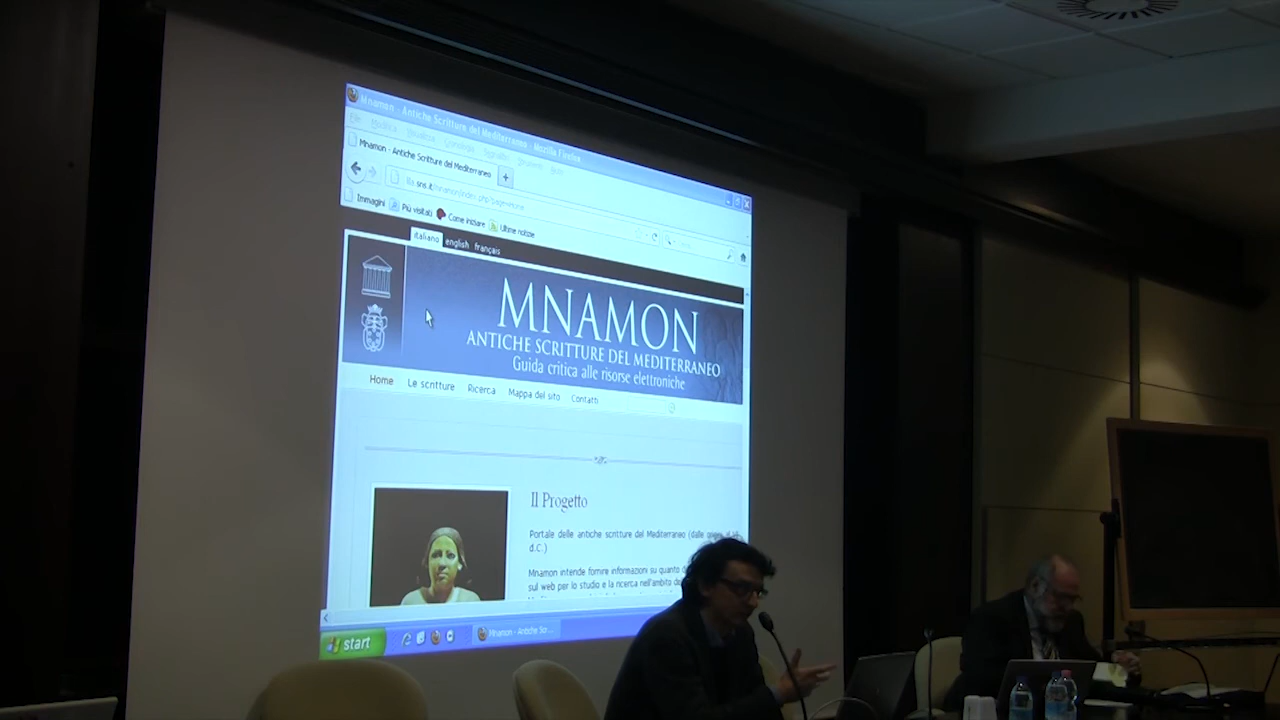 Mnamon - Antiche Scritture del Mediterraneo - Mozilla Firefox
Mnamon - Antiche Scritture del Mediterraneo
Immagini Più visitati Come iniziare Ultime notizie
italiano english français
MNAMON
ANTICHE SCRITTURE DEL MEDITERRANEO
Guida critica alle risorse elettroniche
Home Le scritture Ricerca Mappa del sito Contatti
Il Progetto
Portale delle antiche scritture del Mediterraneo (dalle
d.C.)
Mnamon intende fornire informazioni su quanto
sul web per lo studio e la ricerca nell'ambito
start Mnamon - Antiche Scr...